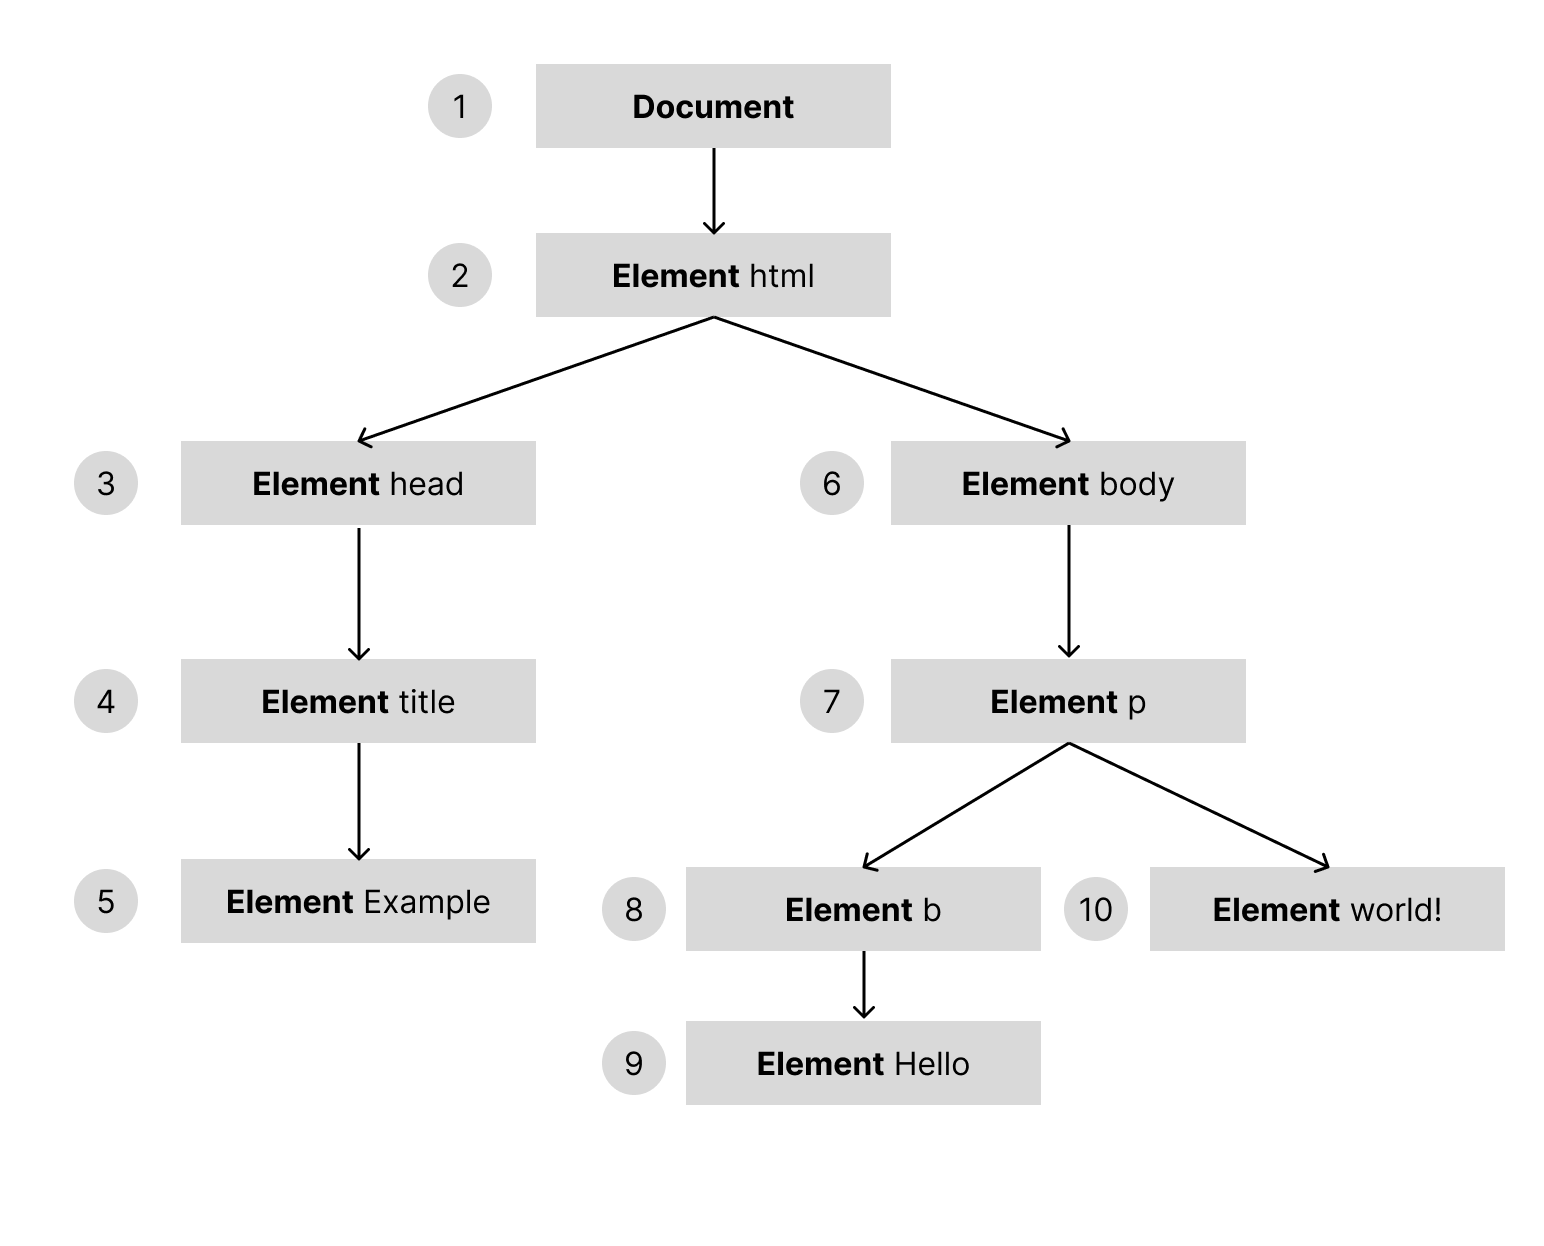 1 Document
2 Element html
3 Element head
6 Element body
4 Element title
7 Element p
5 Element Example
8 Element b
10 Element world!
9 Element Hello